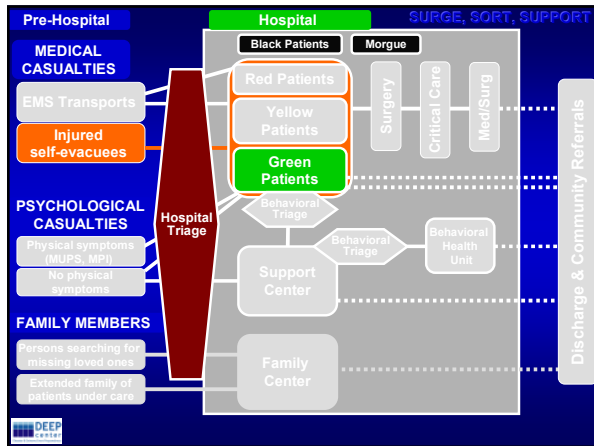 Pre-Hospital
Hospital
SURGE, SORT, SUPPORT
Black Patients
Morgue
MEDICAL
CASUALTIES
EMS Transports
Injured
self-evacuees
Red Patients
Yellow
Patients
Green
Patients
Surgery
Critical Care
Med/Surg
Hospital
Triage
PSYCHOLOGICAL
CASUALTIES
Physical symptoms
(MUPS, MPI)
No physical
symptoms
Behavioral
Triage
Behavioral
Triage
Behavioral
Health
Unit
Support
Center
Discharge & Community Referrals
FAMILY MEMBERS
Persons searching for
missing loved ones
Extended family of
patients under care
Family
Center
DEEP
center